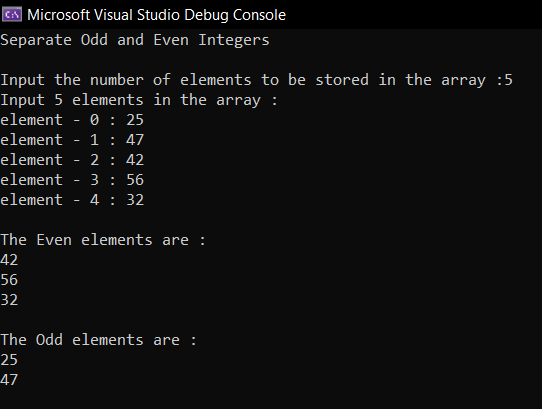 Microsoft Visual Studio Debug Console
Separate Odd and Even Integers
Input the number of elements to be stored in the array :5
Input 5 elements in the array :
element - 0 : 25
element - 1 : 47
element - 2 : 42
element - 3 : 56
element - 4 : 32
The Even elements are :
42
56
32
The Odd elements are :
25
47